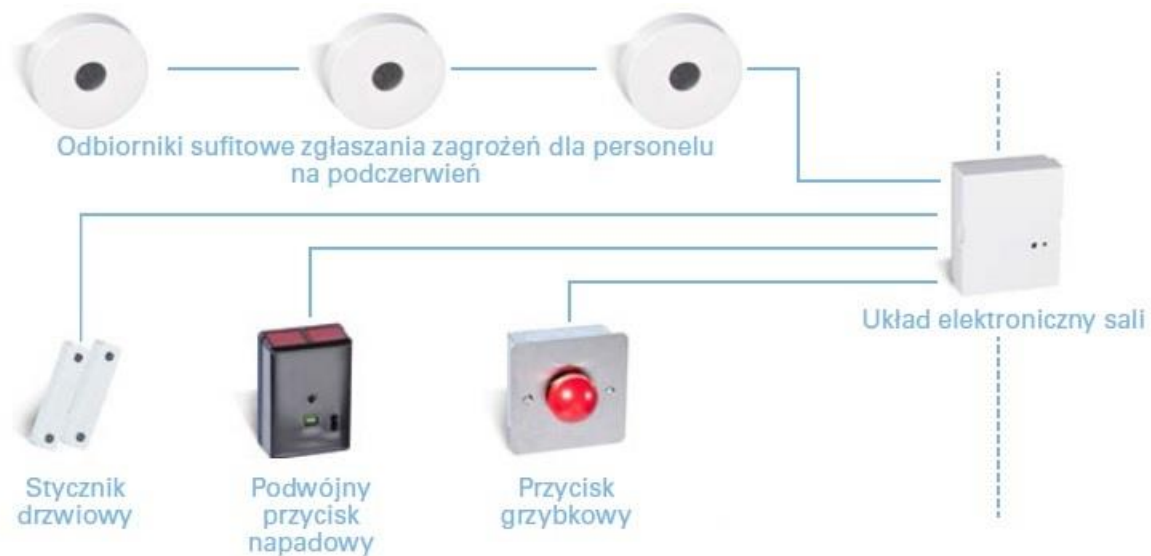 Odbiorniki sufitowe zgłaszania zagrożeń dla personelu
na podczerwień
Układ elektroniczny sali
Stycznik
drzwiowy
Podwójny
przycisk
napadowy
Przycisk
grzybkowy